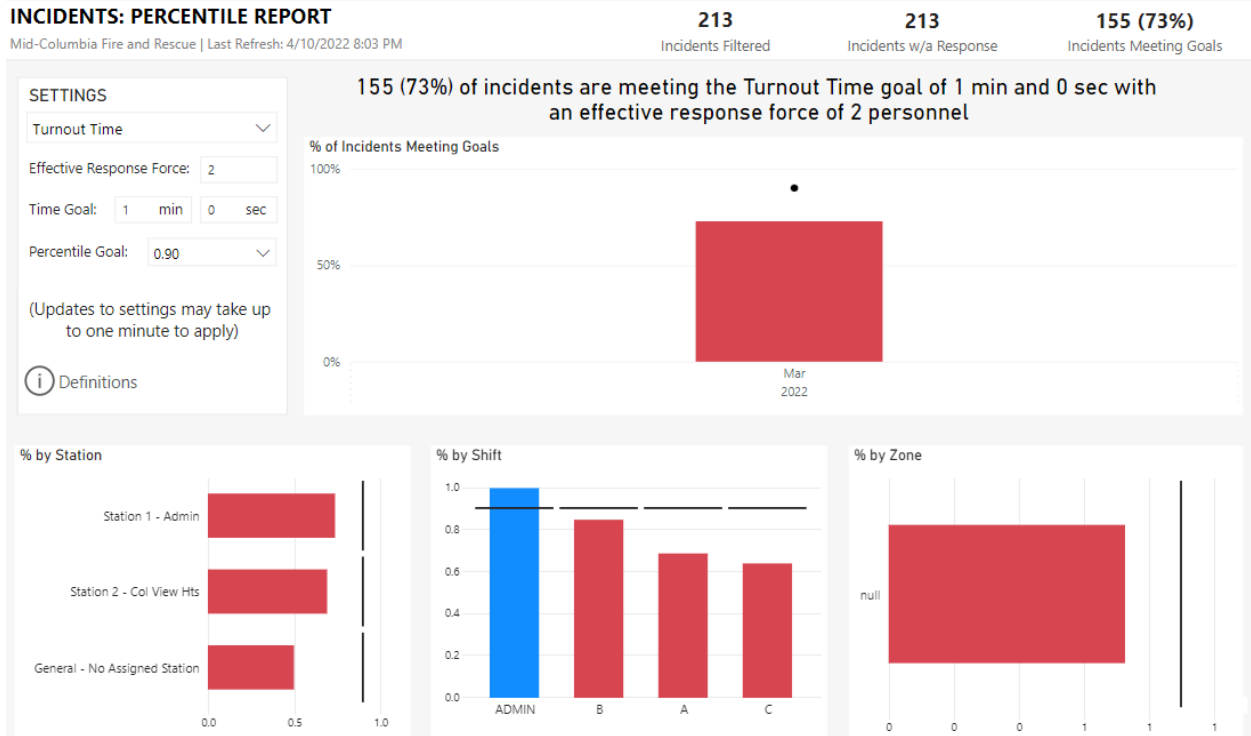 INCIDENTS: PERCENTILE REPORT
Mid-Columbia Fire and Rescue | Last Refresh: 4/10/2022 8:03 PM
213
Incidents Filtered
213
Incidents w/a Response
155 (73%)
Incidents Meeting Goals
SETTINGS
Turnout Time
Effective Response Force: 2
Time Goal: 1 min 0 sec
Percentile Goal: 0.90
(Updates to settings may take up
to one minute to apply)
i Definitions
155 (73%) of incidents are meeting the Turnout Time goal of 1 min and 0 sec with
an effective response force of 2 personnel
% of Incidents Meeting Goals
100%
50%
0%
Mar
2022
% by Station
Station 1 - Admin
Station 2 - Col View Hts
General - No Assigned Station
0.0 0.5 1.0
% by Shift
1.0
0.8
0.6
0.4
0.2
0.0
ADMIN B A C
% by Zone
null
0 0 0 1 1 1